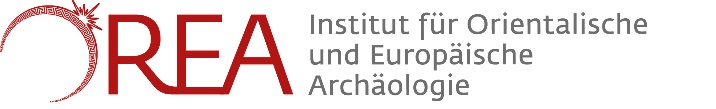 OREA
Institut für Orientalische
und Europäische
Archäologie